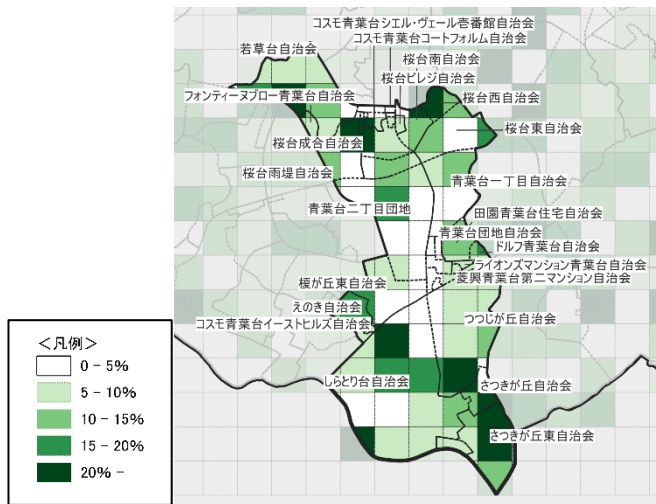 コスモ青葉台シエル・ヴェール壱番館自治会
コスモ青葉台コートフォルム自治会
若草台自治会
桜台南自治会
桜台ビレジ自治会
フォンティーヌブロー青葉台自治会
桜台西自治会
桜台東自治会
桜台成合自治会
桜台雨堤自治会
青葉台一丁目自治会
青葉台二丁目団地
田園青葉台住宅自治会
青葉台団地自治会
ドルフ青葉台自治会
ライオンズマンション青葉台自治会
榎が丘東自治会
菱興青葉台第二マンション自治会
えのき自治会
コスモ青葉台イーストヒルズ自治会
つつじが丘自治会
しらとり台自治会
さつきが丘自治会
さつきが丘東自治会
＜凡例＞
0 - 5%
5 - 10%
10 - 15%
15 - 20%
20% -